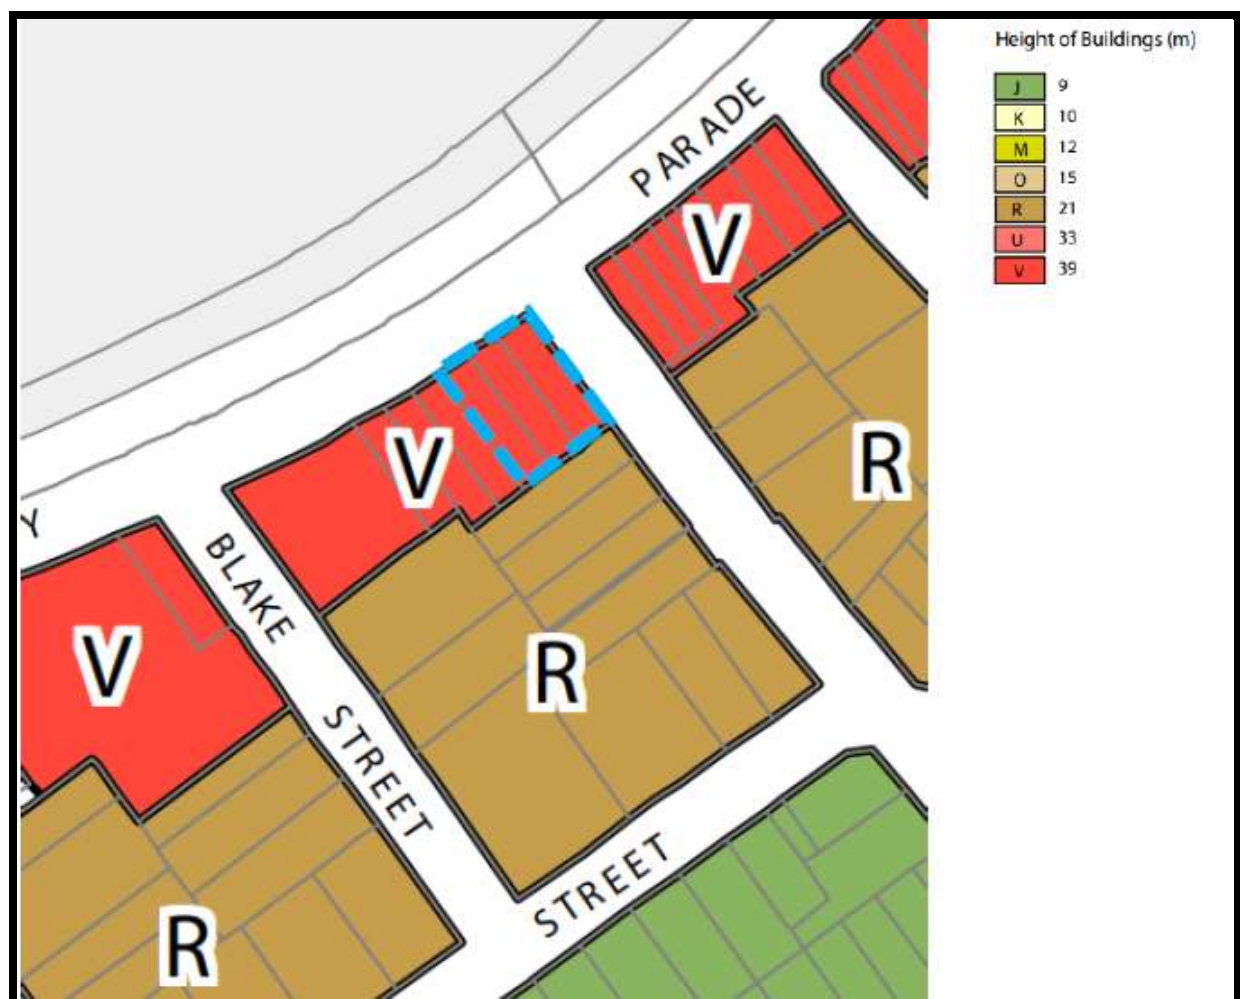 Height of Buildings (m)
J 9
K 10
M 12
O 15
R 21
U 33
V 39
PARADE
V
V
R
Y
BLAKE
STREET
V
R
STREET
R